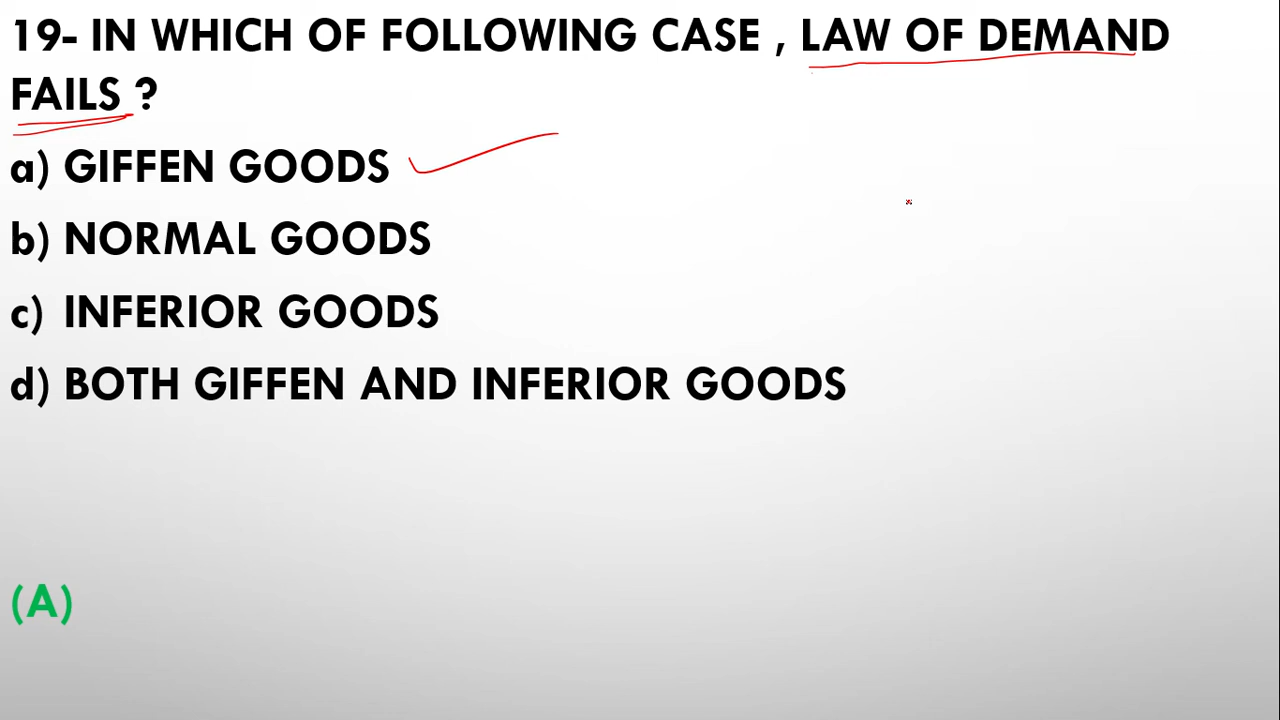 19- IN WHICH OF FOLLOWING CASE , LAW OF DEMAND
FAILS ?
a) GIFFEN GOODS
b) NORMAL GOODS
c) INFERIOR GOODS
d) BOTH GIFFEN AND INFERIOR GOODS
(A)